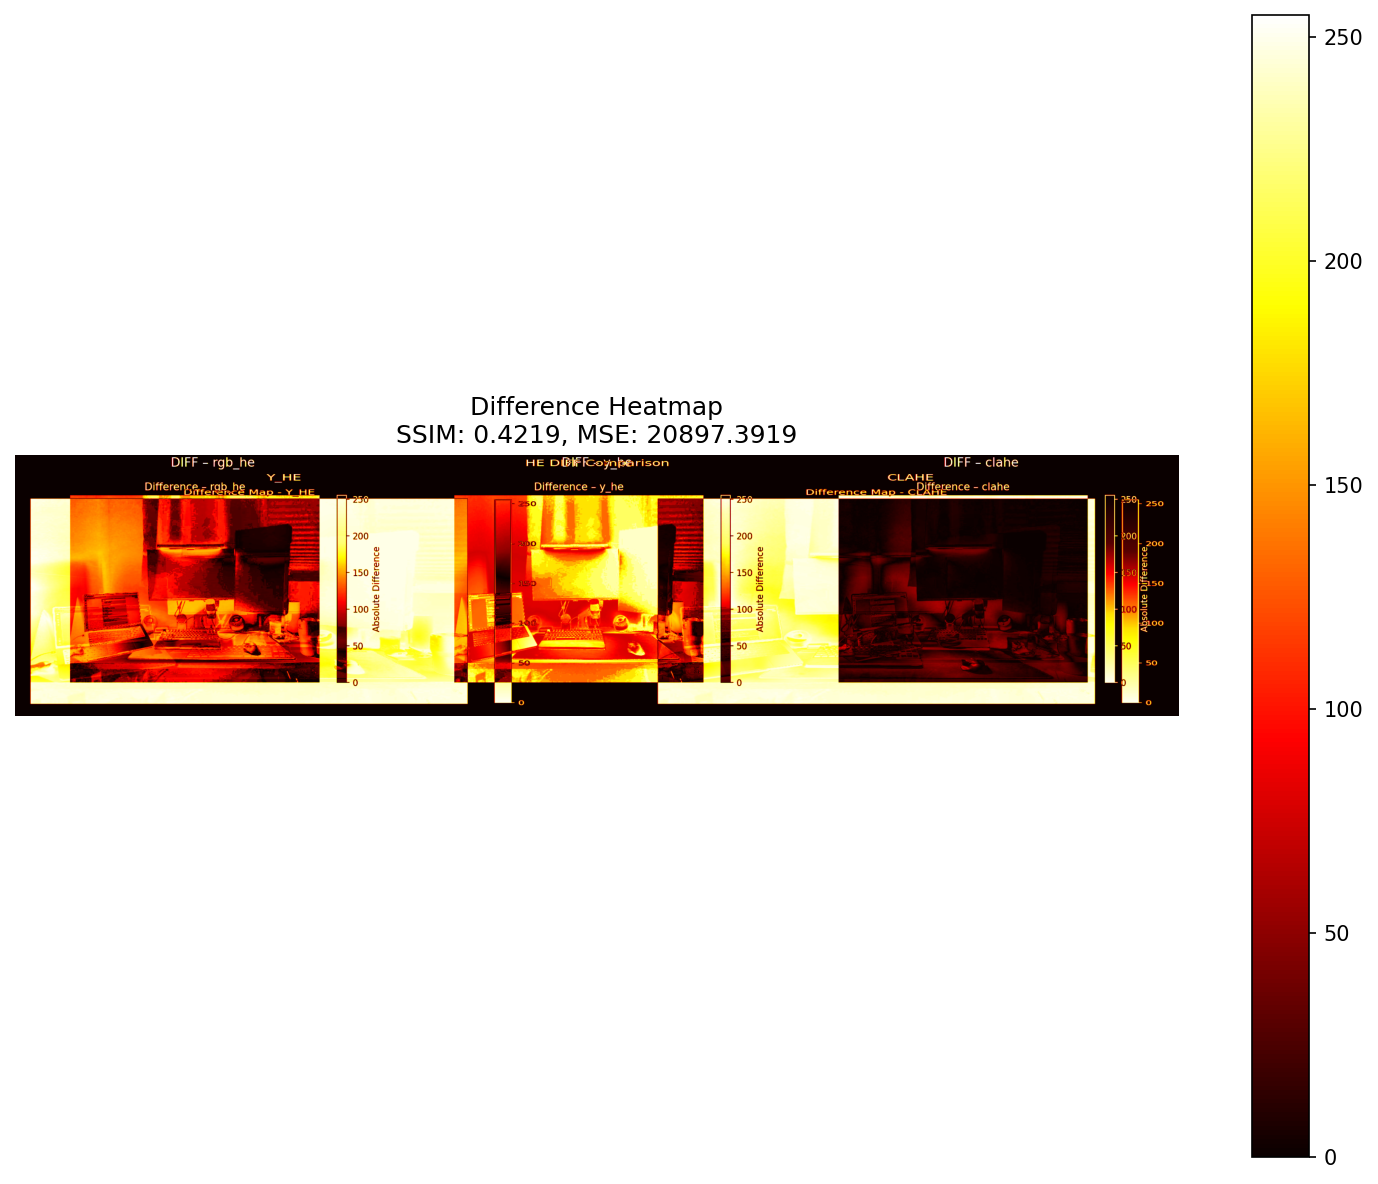 Difference Heatmap
SSIM: 0.4219, MSE: 20897.3919
DIFF – rgb_he
HE DIFF Comparison
DIFF – y_he
DIFF – clahe
Y_HE
CLAHE
Difference – rgb_he
Difference – y_he
Difference – clahe
Difference Map - Y_HE
Difference Map - CLAHE
250
200
150
100
50
0
Absolute Difference
250
200
150
100
50
0
250
200
150
100
50
0
Absolute Difference
250
200
150
100
50
0
Absolute Difference
250
200
150
100
50
0
250
200
150
100
50
0